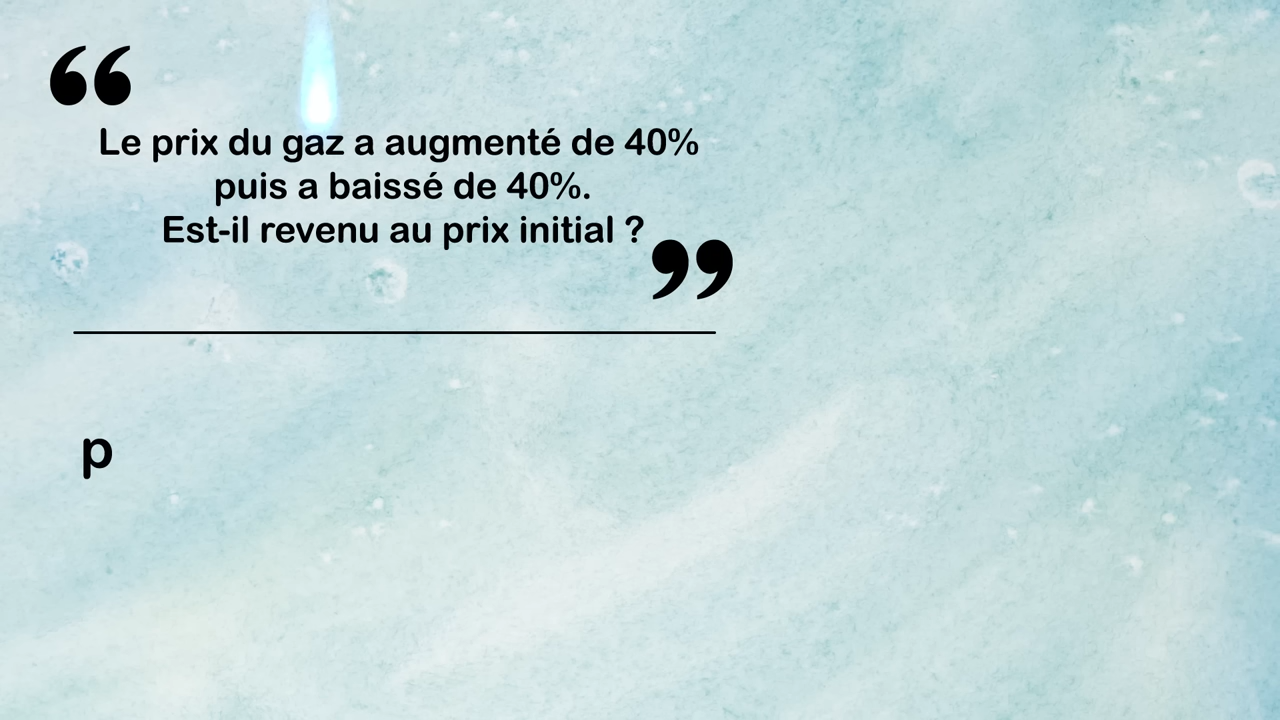 “
Le prix du gaz a augmenté de 40%
puis a baissé de 40%.
Est-il revenu au prix initial ?
”
p